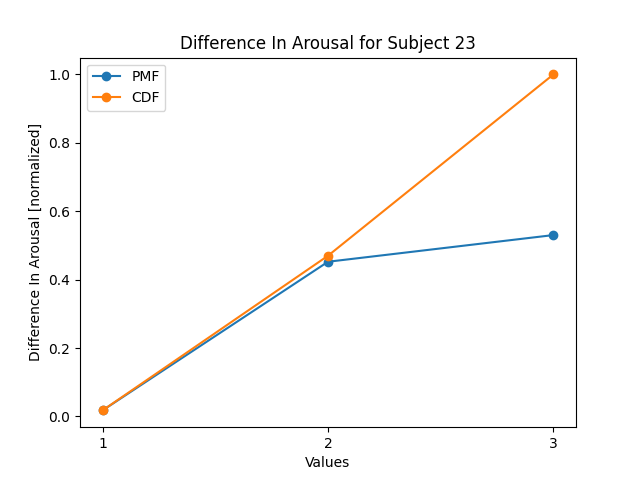 Difference In Arousal for Subject 23
PMF
CDF
Difference In Arousal [normalized]
1.0
0.8
0.6
0.4
0.2
0.0
1 2 3
Values